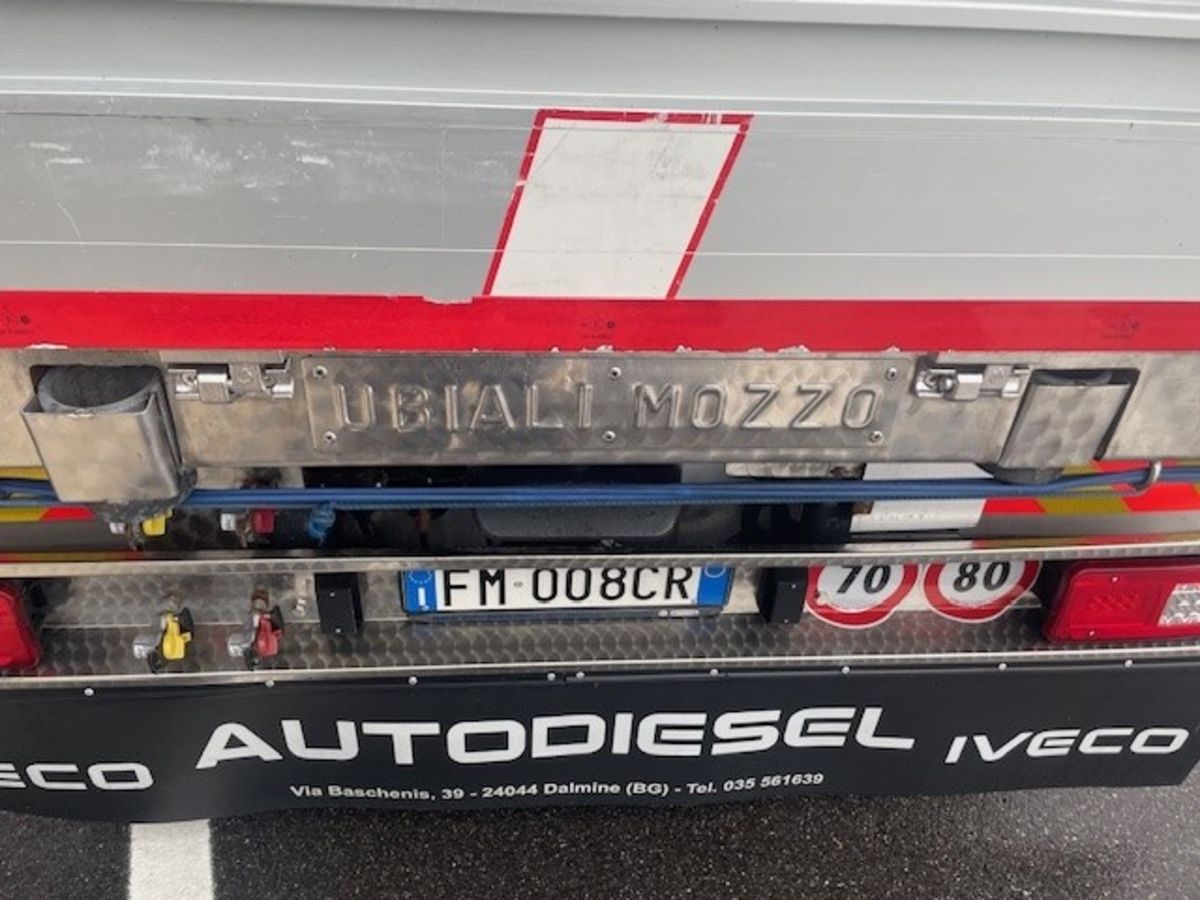 UBIALI MOZZO
I FM 008CR
70 80
AUTODIESEL
ECO
IVECO
Via Baschenis, 39 - 24044 Dalmine (BG) - Tel. 035 561639